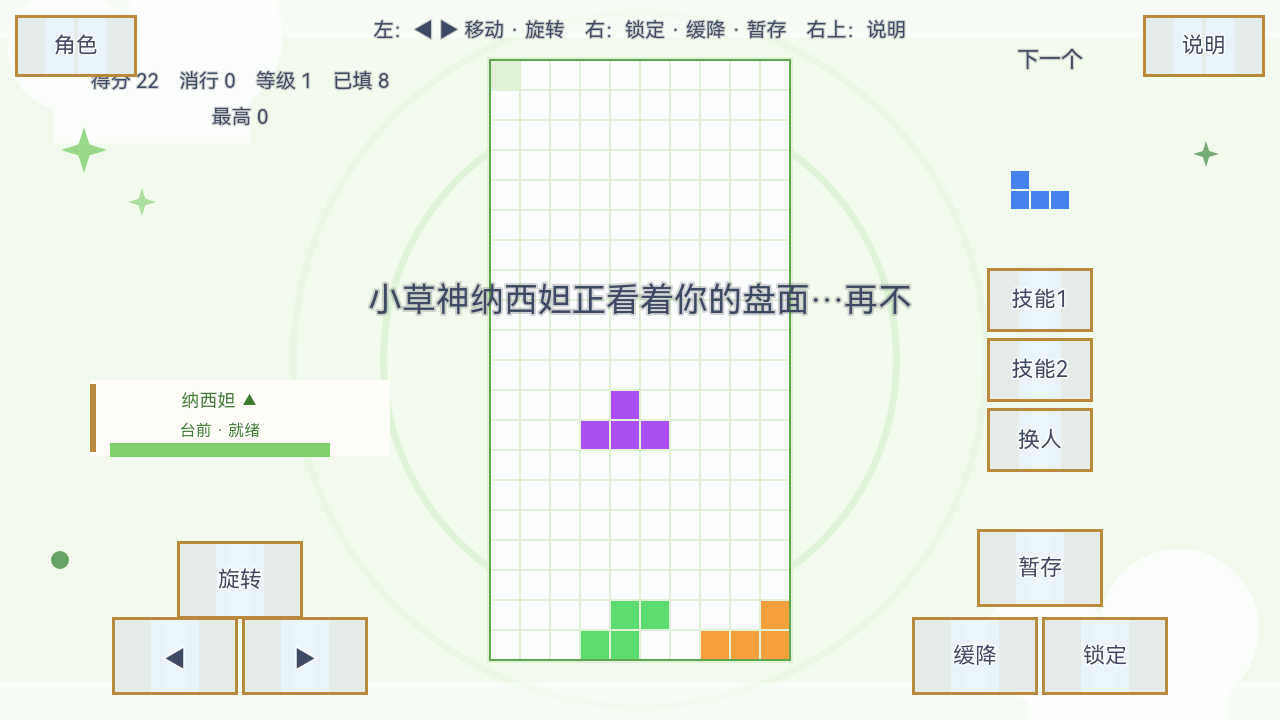 角色
左: ◀ ▶ 移动 · 旋转 右: 锁定 · 缓降 · 暂存 右上: 说明
说明
下一个
得分 22 消行 0 等级 1 已填 8
最高 0
小草神纳西妲正看着你的盘面…再不
技能1
技能2
换人
纳西妲 ▲
台前 · 就绪
旋转
◀ ▶
暂存
缓降 锁定